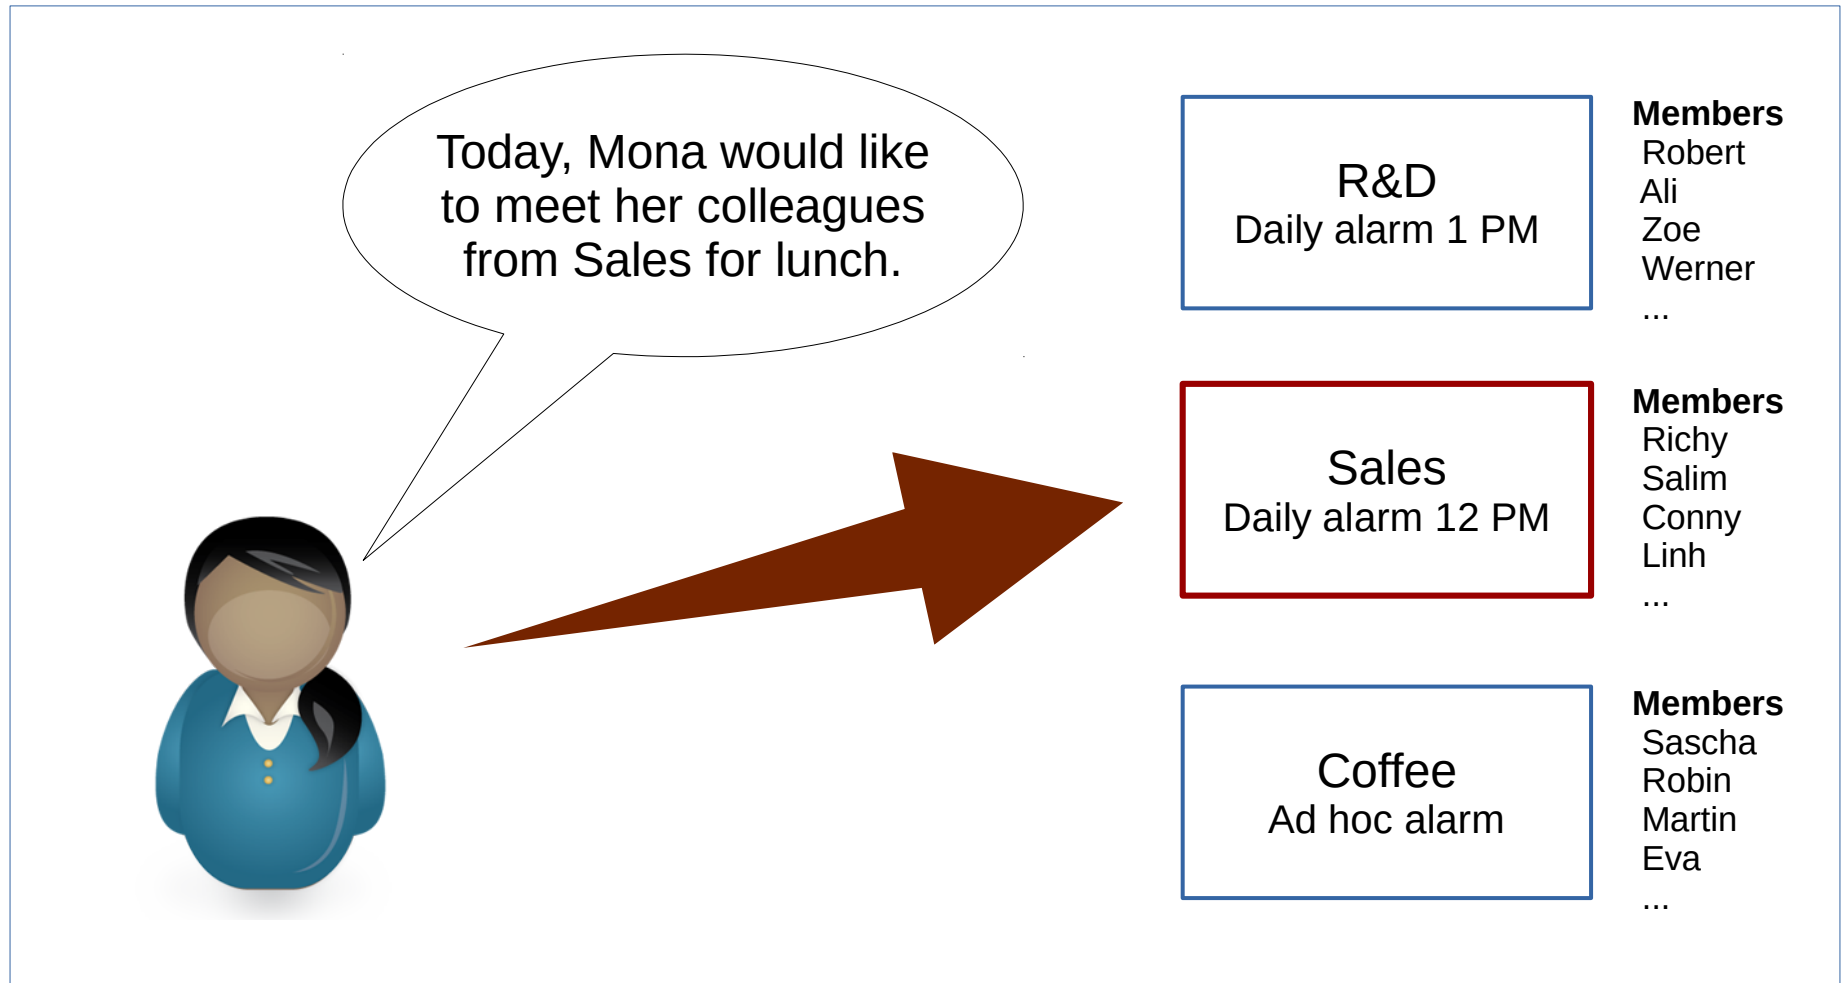 Today, Mona would like
to meet her colleagues
from Sales for lunch.
R&D
Daily alarm 1 PM
Members
Robert
Ali
Zoe
Werner
...
Sales
Daily alarm 12 PM
Members
Richy
Salim
Conny
Linh
...
Coffee
Ad hoc alarm
Members
Sascha
Robin
Martin
Eva
...